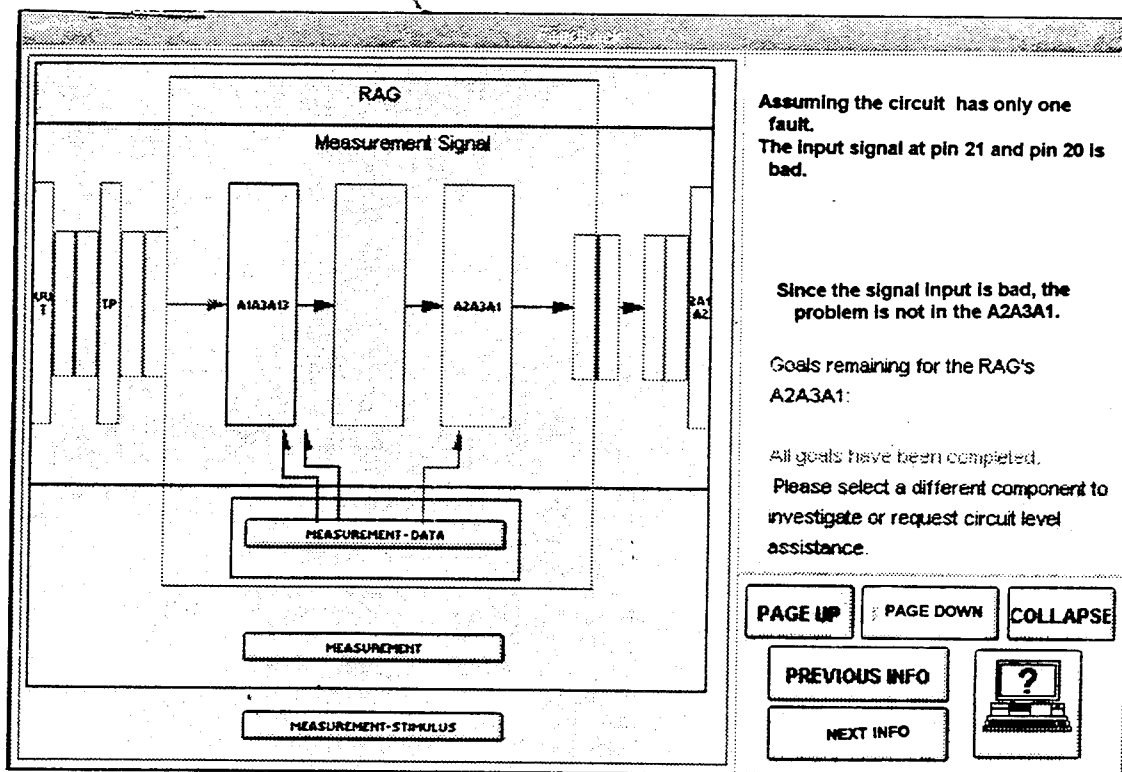 RAG
Measurement Signal
TP
A1A3A13
A2A3A1
2A1
A2
MEASUREMENT-DATA
MEASUREMENT
MEASUREMENT-STIMULUS
Assuming the circuit has only one
fault.
The input signal at pin 21 and pin 20 is
bad.
Since the signal input is bad, the
problem is not in the A2A3A1.
Goals remaining for the RAG's
A2A3A1:
All goals have been completed.
Please select a different component to
investigate or request circuit level
assistance.
PAGE UP
PAGE DOWN
COLLAPSE
PREVIOUS INFO
?
NEXT INFO